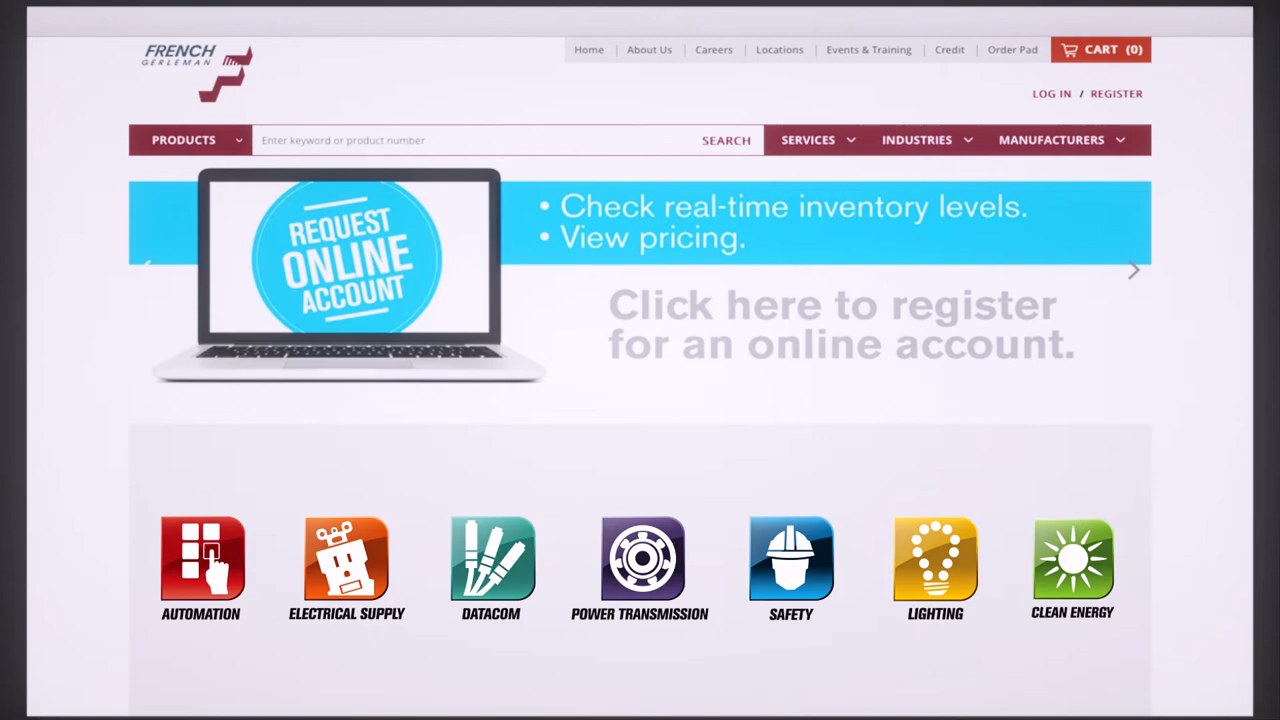 FRENCH
GERLEMAN
Home
About Us
Careers
Locations
Events & Training
Credit
Order Pad
CART (0)
LOG IN / REGISTER
PRODUCTS
Enter keyword or product number
SEARCH
SERVICES
INDUSTRIES
MANUFACTURERS
REQUEST
ONLINE
ACCOUNT
• Check real-time inventory levels.
• View pricing.
Click here to register
for an online account.
AUTOMATION
ELECTRICAL SUPPLY
DATACOM
POWER TRANSMISSION
SAFETY
LIGHTING
CLEAN ENERGY